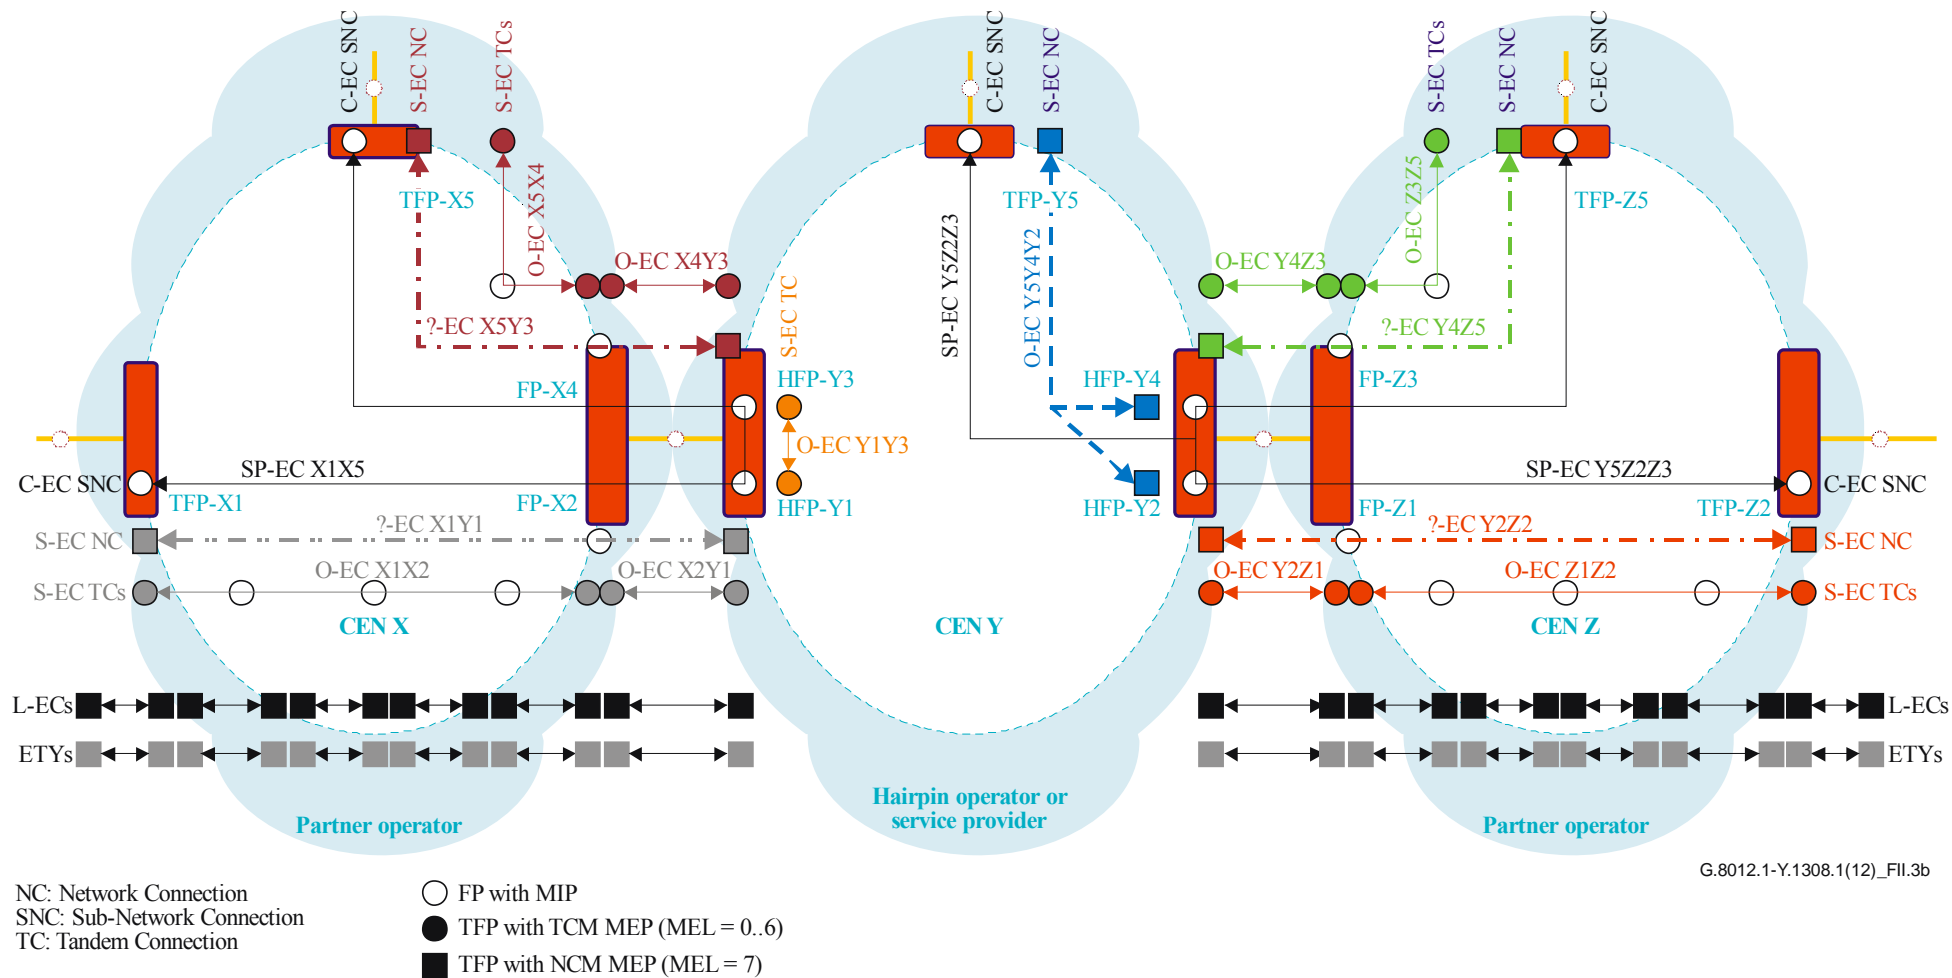 C-EC SNC
S-EC NC
S-EC TCs
C-EC SNC
S-EC NC
S-EC TCs
S-EC NC
C-EC SNC
TFP-X5
O-EC X5X4
O-EC X4Y3
?-EC X5Y3
S-EC TC
FP-X4
HFP-Y3
O-EC Y1Y3
SP-EC X1X5
C-EC SNC
TFP-X1
FP-X2
HFP-Y1
?-EC X1Y1
S-EC NC
O-EC X1X2
O-EC X2Y1
S-EC TCs
CEN X
TFP-Y5
SP-EC Y5Z2Z3
O-EC Y5Y4Y2
HFP-Y4
HFP-Y2
CEN Y
TFP-Z5
O-EC Z3Z5
O-EC Y4Z3
?-EC Y4Z5
FP-Z3
SP-EC Y5Z2Z3
C-EC SNC
FP-Z1
TFP-Z2
?-EC Y2Z2
S-EC NC
O-EC Y2Z1
O-EC Z1Z2
S-EC TCs
CEN Z
L-ECs
L-ECs
ETYs
ETYs
Partner operator
Hairpin operator or
service provider
Partner operator
G.8012.1-Y.1308.1(12)_FII.3b
NC: Network Connection
SNC: Sub-Network Connection
TC: Tandem Connection
FP with MIP
TFP with TCM MEP (MEL = 0..6)
TFP with NCM MEP (MEL = 7)